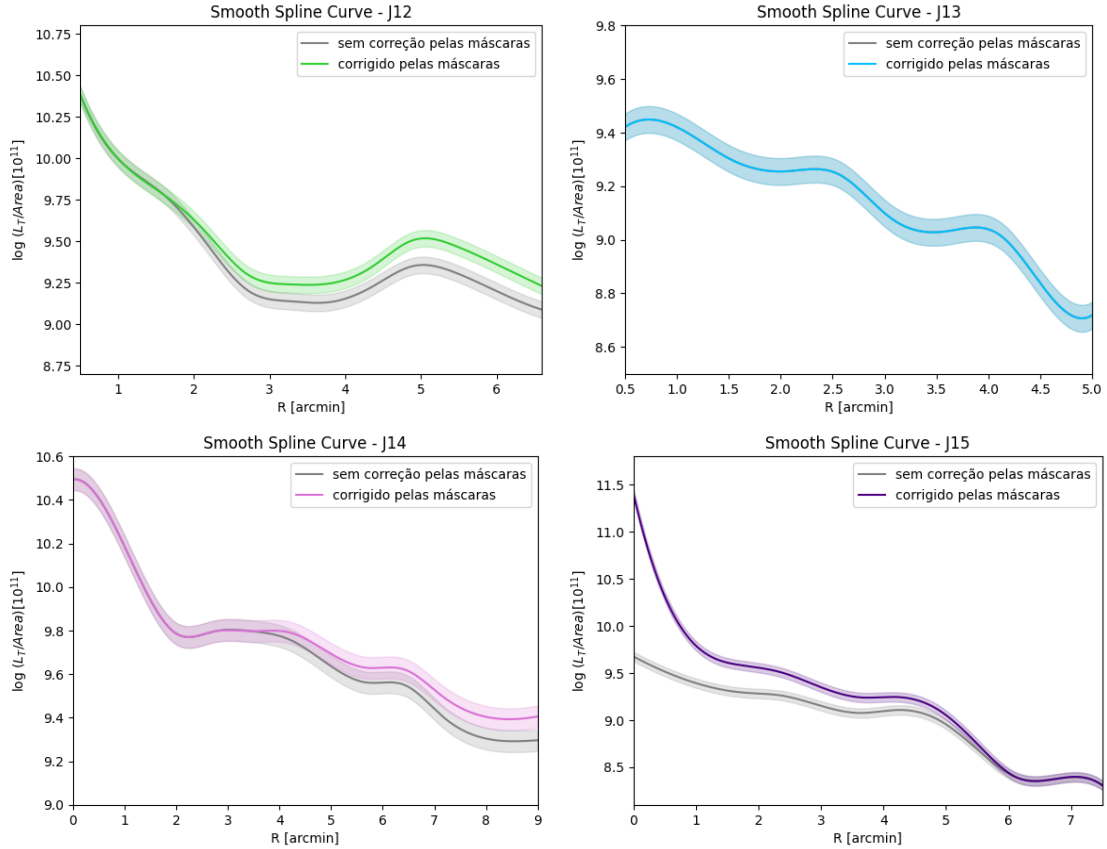 Smooth Spline Curve - J12
sem correção pelas máscaras
corrigido pelas máscaras
10.75
10.50
10.25
10.00
9.75
9.50
9.25
9.00
8.75
log (L_T/Area)[10^11]
1 2 3 4 5 6
R [arcmin]
Smooth Spline Curve - J13
sem correção pelas máscaras
corrigido pelas máscaras
9.8
9.6
9.4
9.2
9.0
8.8
8.6
log (L_T/Area)[10^11]
0.5 1.0 1.5 2.0 2.5 3.0 3.5 4.0 4.5 5.0
R [arcmin]
Smooth Spline Curve - J14
sem correção pelas máscaras
corrigido pelas máscaras
10.6
10.4
10.2
10.0
9.8
9.6
9.4
9.2
9.0
log (L_T/Area)[10^11]
0 1 2 3 4 5 6 7 8 9
R [arcmin]
Smooth Spline Curve - J15
sem correção pelas máscaras
corrigido pelas máscaras
11.5
11.0
10.5
10.0
9.5
9.0
8.5
log (L_T/Area)[10^11]
0 1 2 3 4 5 6 7
R [arcmin]